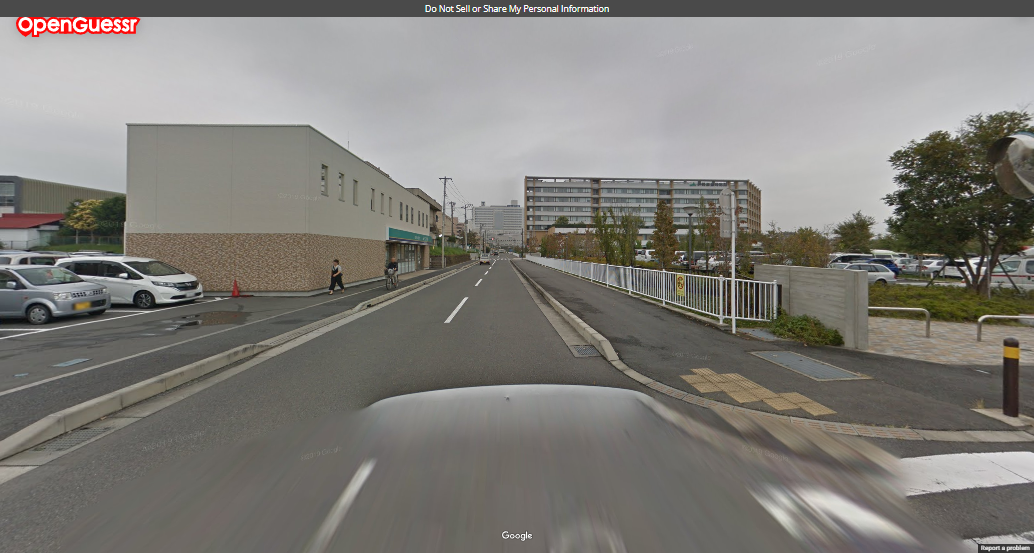 Do Not Sell or Share My Personal Information
OpenGuessr
Google
Report a problem